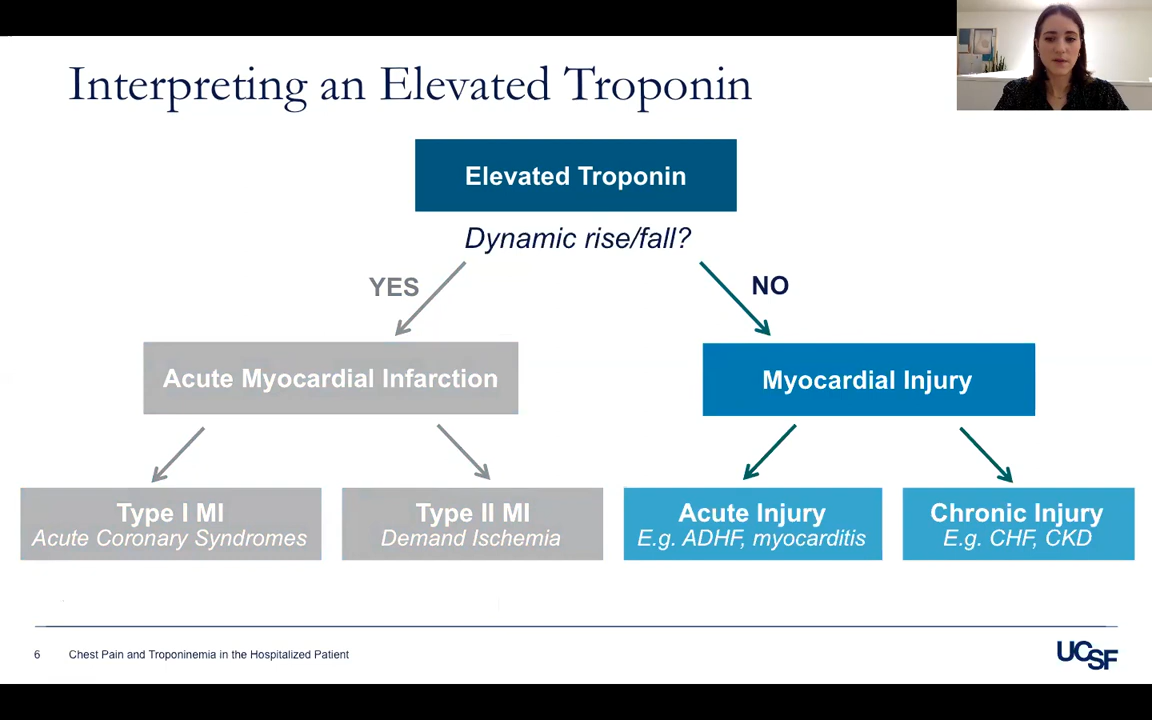 Interpreting an Elevated Troponin
Elevated Troponin
Dynamic rise/fall?
YES
NO
Acute Myocardial Infarction
Myocardial Injury
Type I MI
Acute Coronary Syndromes
Type II MI
Demand Ischemia
Acute Injury
E.g. ADHF, myocarditis
Chronic Injury
E.g. CHF, CKD
6
Chest Pain and Troponinemia in the Hospitalized Patient
UCSF